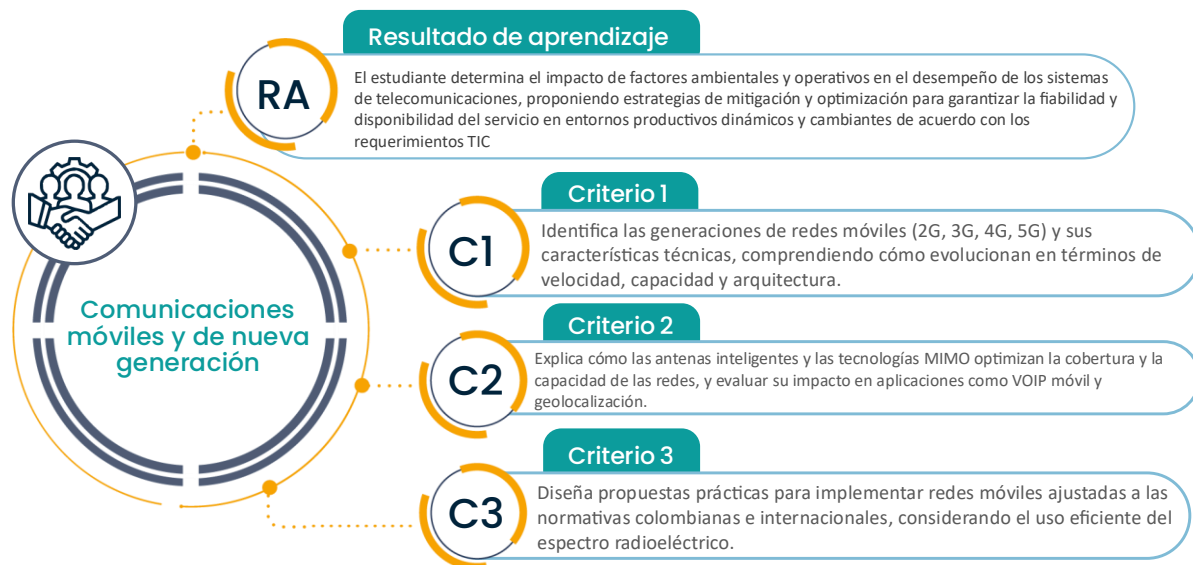 Resultado de aprendizaje
RA
El estudiante determina el impacto de factores ambientales y operativos en el desempeño de los sistemas
de telecomunicaciones, proponiendo estrategias de mitigación y optimización para garantizar la fiabilidad y
disponibilidad del servicio en entornos productivos dinámicos y cambiantes de acuerdo con los
requerimientos TIC
Comunicaciones
móviles y de nueva
generación
Criterio 1
C1
Identifica las generaciones de redes móviles (2G, 3G, 4G, 5G) y sus
características técnicas, comprendiendo cómo evolucionan en términos de
velocidad, capacidad y arquitectura.
Criterio 2
C2
Explica cómo las antenas inteligentes y las tecnologías MIMO optimizan la cobertura y la
capacidad de las redes, y evaluar su impacto en aplicaciones como VOIP móvil y
geolocalización.
Criterio 3
C3
Diseña propuestas prácticas para implementar redes móviles ajustadas a las
normativas colombianas e internacionales, considerando el uso eficiente del
espectro radioeléctrico.